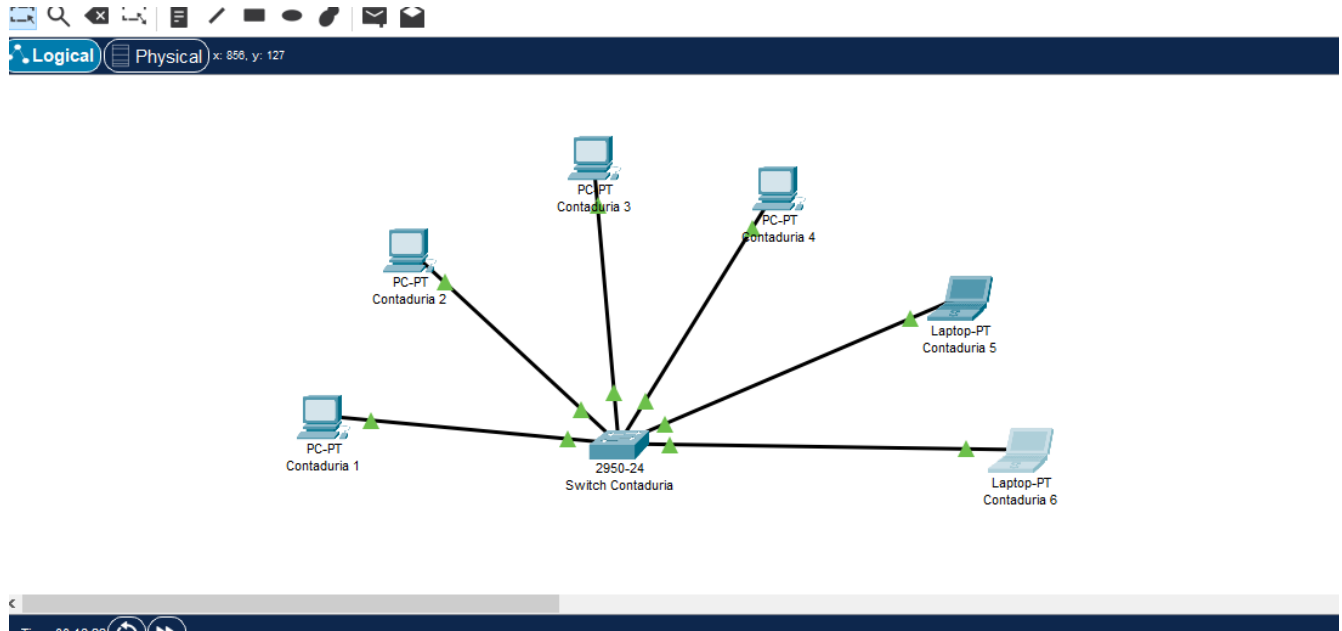 Logical Physical x: 856, y: 127
PC-PT
Contaduria 3
PC-PT
Contaduria 4
PC-PT
Contaduria 2
Laptop-PT
Contaduria 5
PC-PT
Contaduria 1
2950-24
Switch Contaduria
Laptop-PT
Contaduria 6